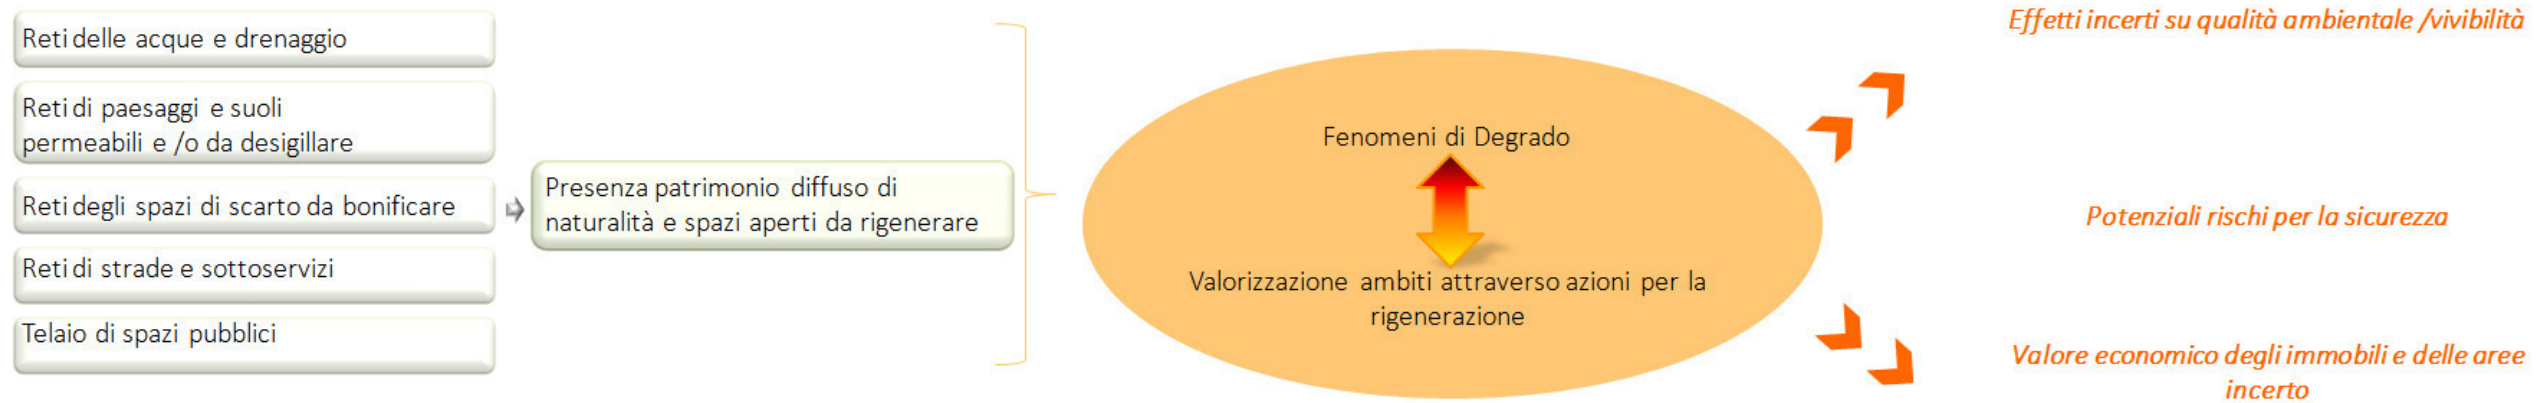 Reti delle acque e drenaggio
Reti di paesaggi e suoli
permeabili e /o da desigillare
Reti degli spazi di scarto da bonificare
Reti di strade e sottoservizi
Telaio di spazi pubblici
Presenza patrimonio diffuso di
naturalità e spazi aperti da rigenerare
Fenomeni di Degrado
Valorizzazione ambiti attraverso azioni per la
rigenerazione
Effetti incerti su qualità ambientale /vivibilità
Potenziali rischi per la sicurezza
Valore economico degli immobili e delle aree
incerto